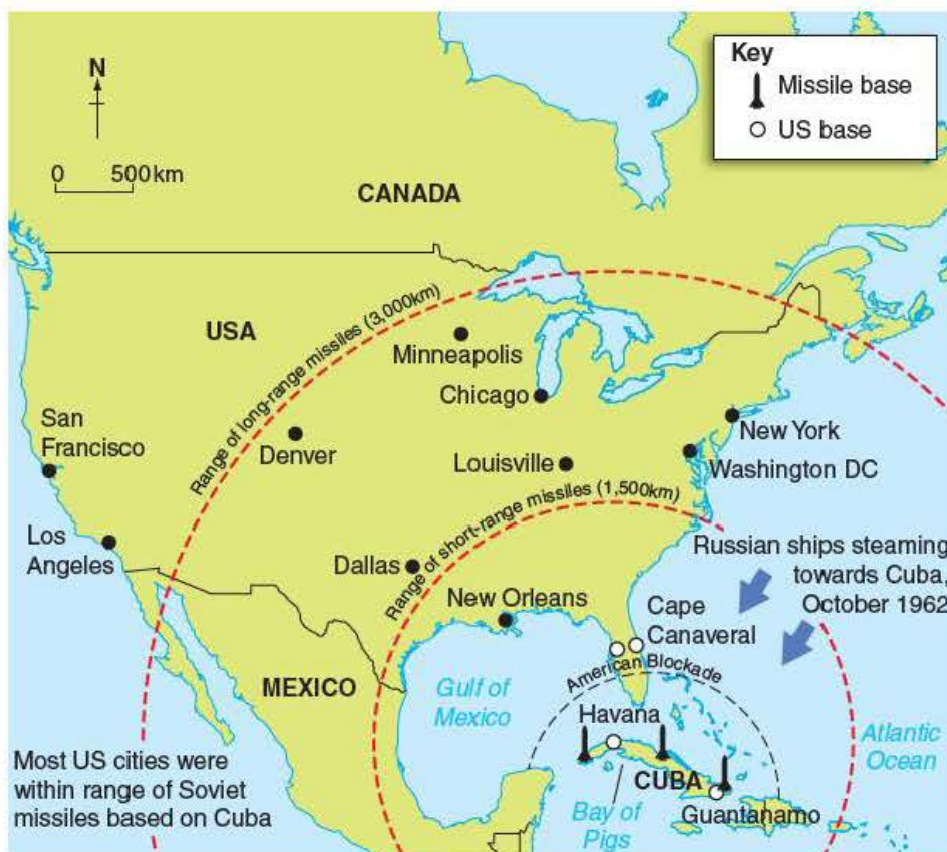 Key
Missile base
US base
N
0 500km
CANADA
USA
Range of long-range missiles (3,000km)
Minneapolis
Chicago
San
Francisco
Denver
Louisville
New York
Washington DC
Range of short-range missiles (1,500km)
Los
Angeles
Dallas
New Orleans
Russian ships steaming
towards Cuba,
October 1962
Cape
Canaveral
American Blockade
MEXICO
Gulf of
Mexico
Havana
Atlantic
Ocean
Most US cities were
within range of Soviet
missiles based on Cuba
CUBA
Bay of
Pigs
Guantanamo